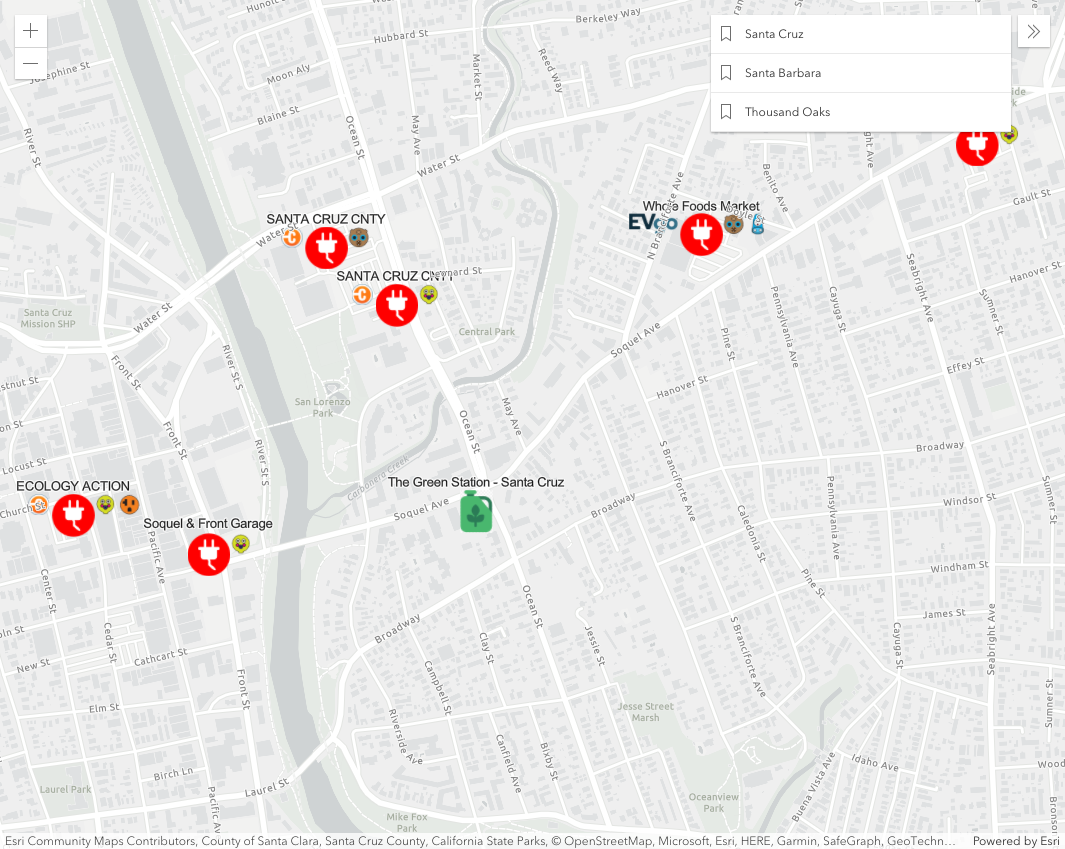 Hunolt St
Hubbard St
Berkeley Way
Josephine St
Moon Aly
Market St
Reed Way
Santa Cruz
Santa Barbara
Thousand Oaks
Blaine St
Ocean St
May Ave
River St
Water St
Benito Ave
Gault St
SANTA CRUZ CNTY
Whole Foods Market
EVgo
N Branciforte Ave
Water St
SANTA CRUZ CNTY
Leonard St
Seabright Ave
Hanover St
Santa Cruz
Mission SHP
Water St
Central Park
Soquel Ave
Pine St
Pennsylvania Ave
Cayuga St
Sumner St
River St S
Front St
Effey St
San Lorenzo
Park
Hanover St
May Ave
Ocean St
Front St
River St S
Locust St
S Branciforte Ave
Broadway
Carbonera Creek
ECOLOGY ACTION
The Green Station - Santa Cruz
Church St
Soquel Ave
Broadway
Pennsylvania Ave
Windsor St
Sumner St
Soquel & Front Garage
Pacific Ave
Caledonia St
Windham St
Center St
Pine St
Ocean St
James St
Broadway
Cedar St
Clay St
Jessie St
S Branciforte Ave
Cayuga St
Seabright Ave
New St
Cathcart St
Campbell St
Front St
Elm St
Riverside Ave
Jesse Street
Marsh
Sumner St
Canfield Ave
Bixby St
Birch Ln
Laurel St
Idaho Ave
Buena Vista Ave
Laurel Park
Mike Fox
Park
Oceanview
Park
Esri Community Maps Contributors, County of Santa Clara, Santa Cruz County, California State Parks, © OpenStreetMap, Microsoft, Esri, HERE, Garmin, SafeGraph, GeoTechn… Powered by Esri